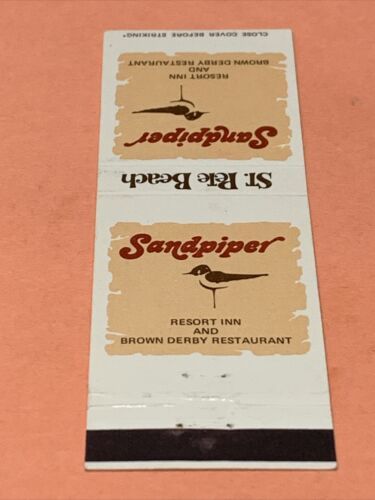 CLOSE COVER BEFORE STRIKING
BROWN DERBY RESTAURANT
AND
RESORT INN
Sandpiper
ST. Pete Beach
Sandpiper
RESORT INN
AND
BROWN DERBY RESTAURANT